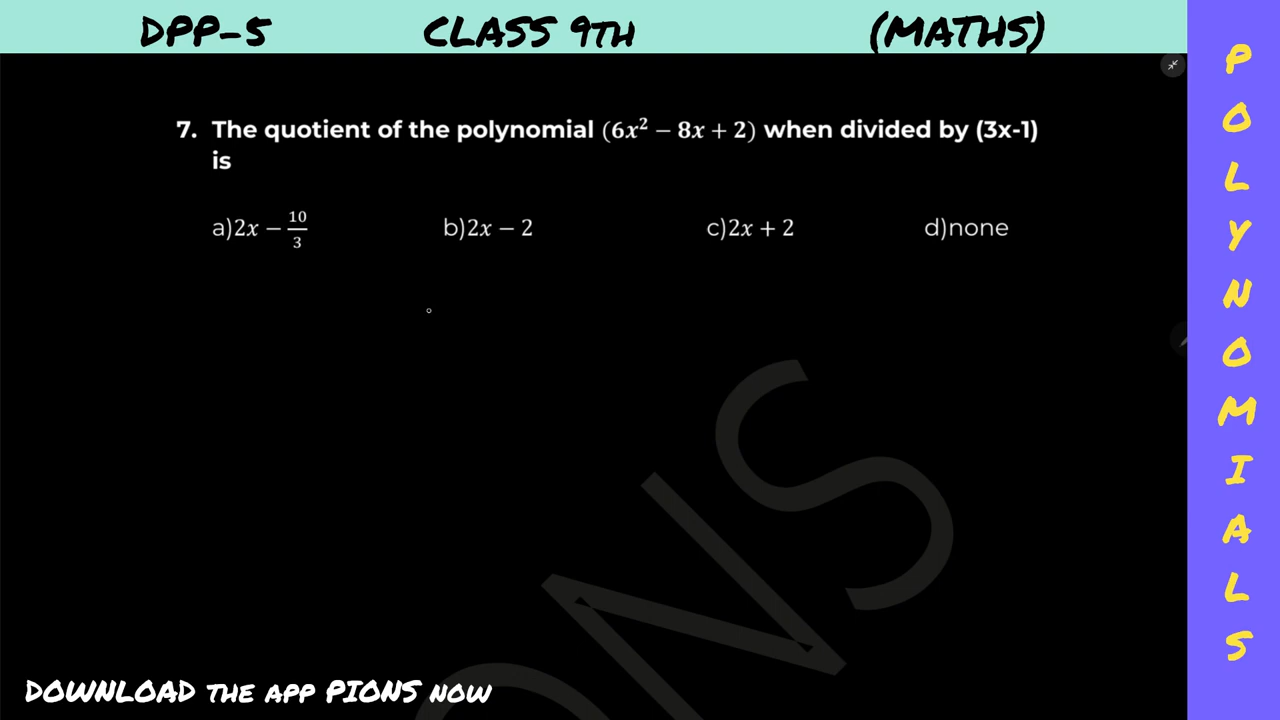 DPP-5 CLASS 9TH (MATHS)
7. The quotient of the polynomial (6x² − 8x + 2) when divided by (3x-1)
is
a)2x − 10/3 b)2x − 2 c)2x + 2 d)none
ONS
DOWNLOAD THE APP PIONS NOW
POLYNOMIALS